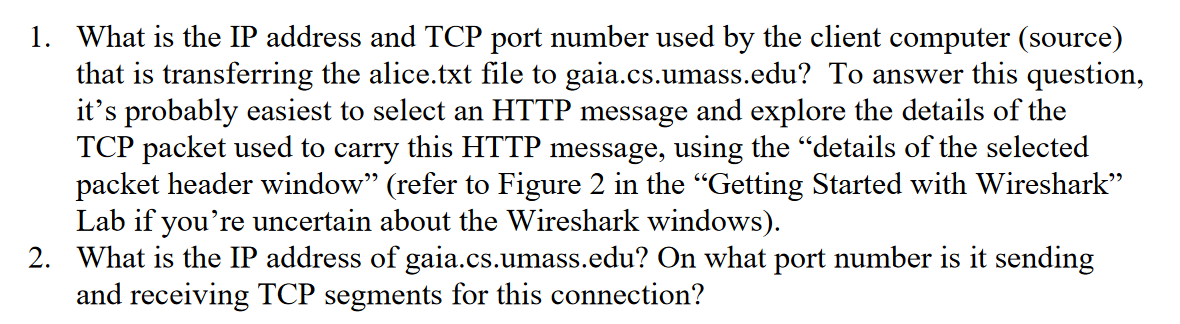 1. What is the IP address and TCP port number used by the client computer (source)
that is transferring the alice.txt file to gaia.cs.umass.edu?  To answer this question,
it’s probably easiest to select an HTTP message and explore the details of the
TCP packet used to carry this HTTP message, using the “details of the selected
packet header window” (refer to Figure 2 in the “Getting Started with Wireshark”
Lab if you’re uncertain about the Wireshark windows).
2. What is the IP address of gaia.cs.umass.edu? On what port number is it sending
and receiving TCP segments for this connection?